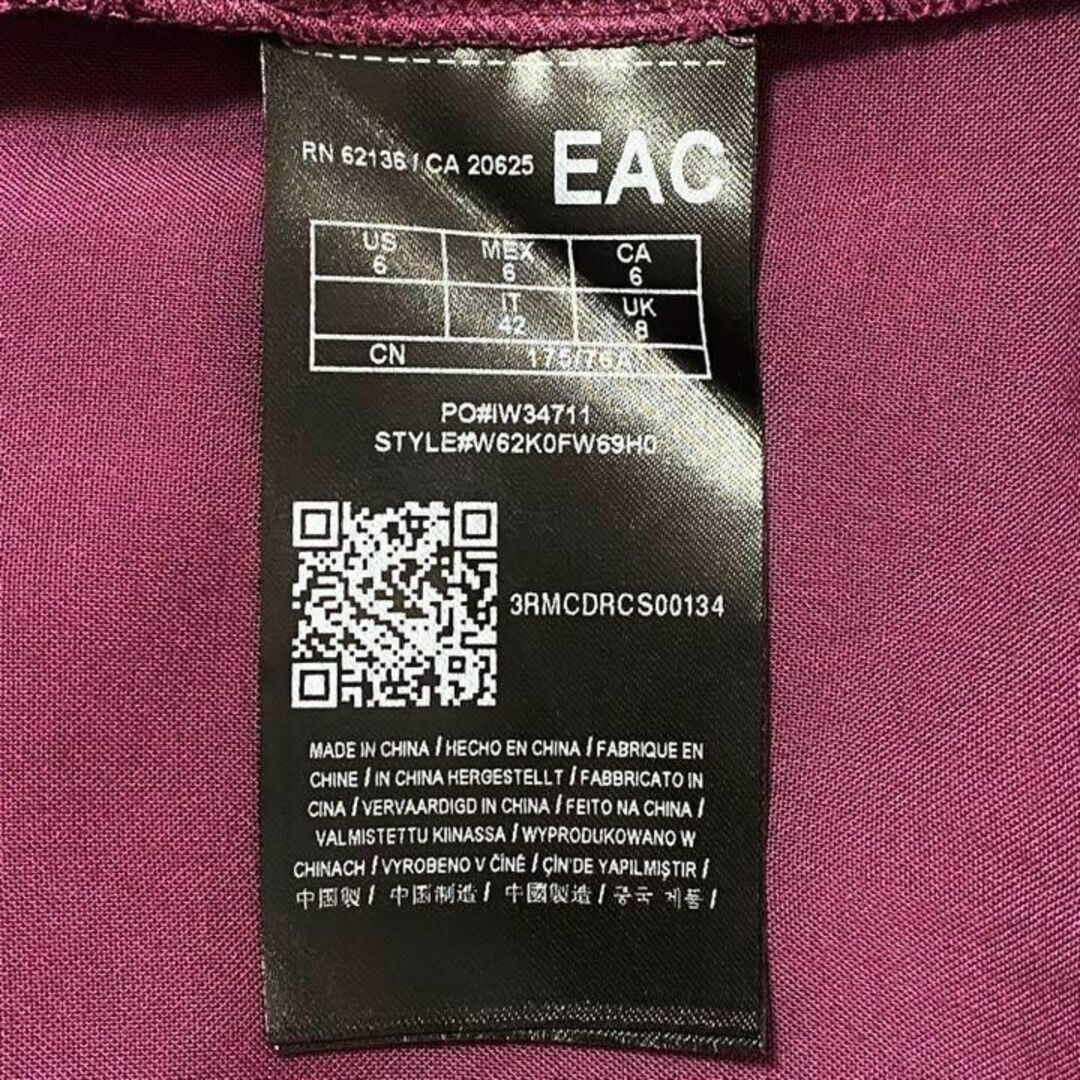 RN 62136 / CA 20625 EAC
US MEX CA
6 6 6
IT UK
42 8
CN 175/76A
PO#IW34711
STYLE#W62K0FW69H0
3RMCDRCS00134
MADE IN CHINA / HECHO EN CHINA / FABRIQUE EN
CHINE / IN CHINA HERGESTELLT / FABBRICATO IN
CINA / VERVAARDIGD IN CHINA / FEITO NA CHINA /
VALMISTETTU KIINASSA / WYPRODUKOWANO W
CHINACH / VYROBENO V ČÍNĚ / ÇİN'DE YAPILMIŞTIR /
中国製 / 中国制造 / 中國製造 / 중국 제품 /